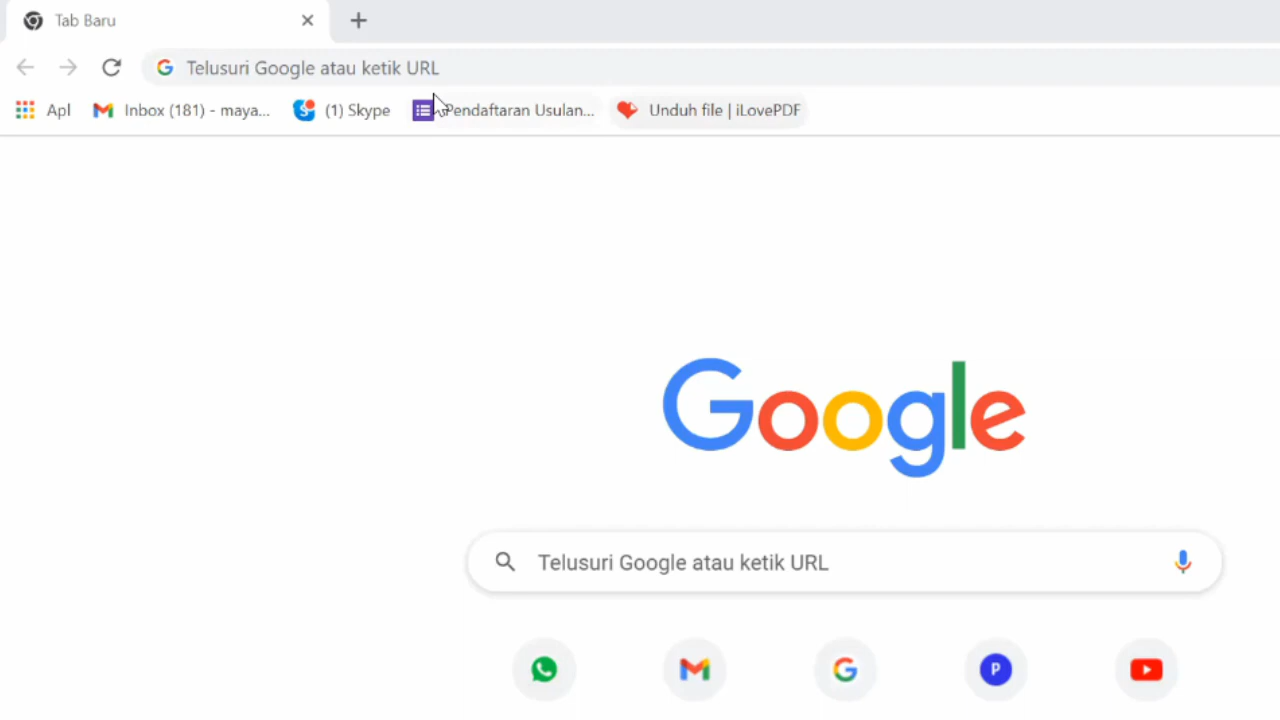 Tab Baru
Telusuri Google atau ketik URL
Apl Inbox (181) - maya... (1) Skype Pendaftaran Usulan... Unduh file | iLovePDF
Google
Telusuri Google atau ketik URL
P